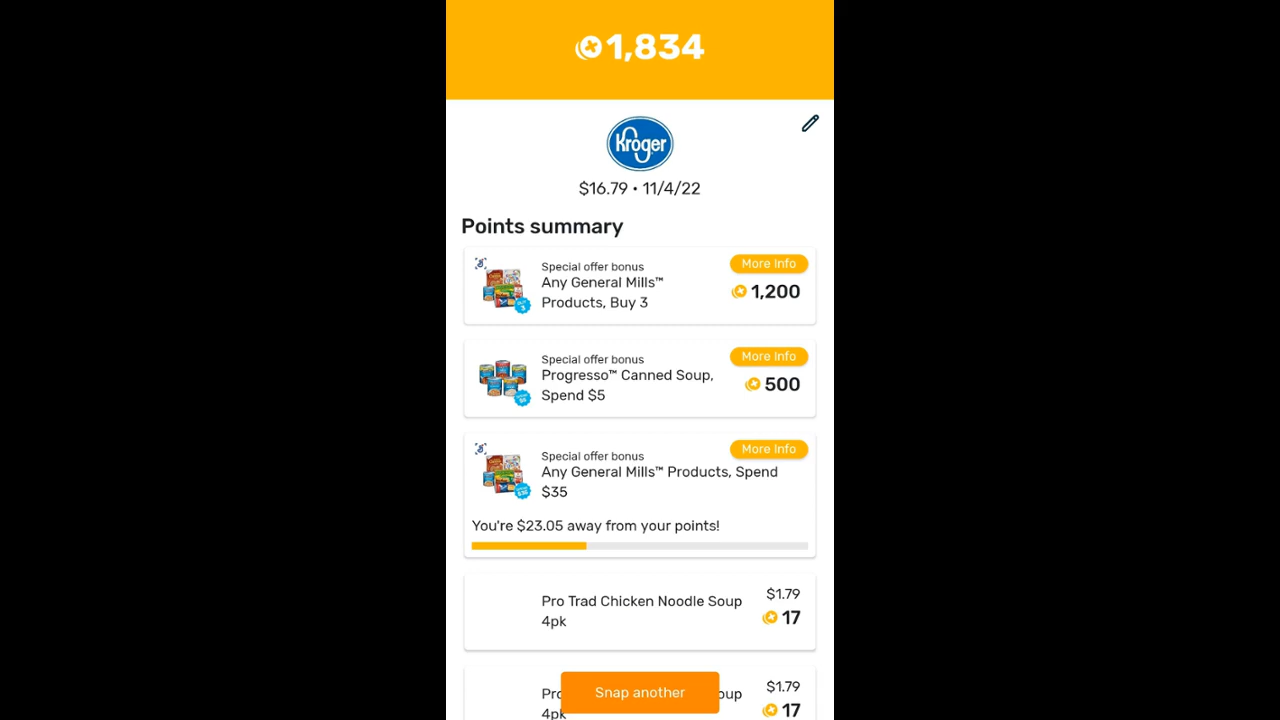 1,834
Kroger
$16.79 • 11/4/22
Points summary
Special offer bonus
Any General Mills™
Products, Buy 3
More Info
1,200
Special offer bonus
Progresso™ Canned Soup,
Spend $5
More Info
500
Special offer bonus
Any General Mills™ Products, Spend
$35
More Info
You're $23.05 away from your points!
Pro Trad Chicken Noodle Soup
4pk
$1.79
17
4pk
$1.79
17
Snap another